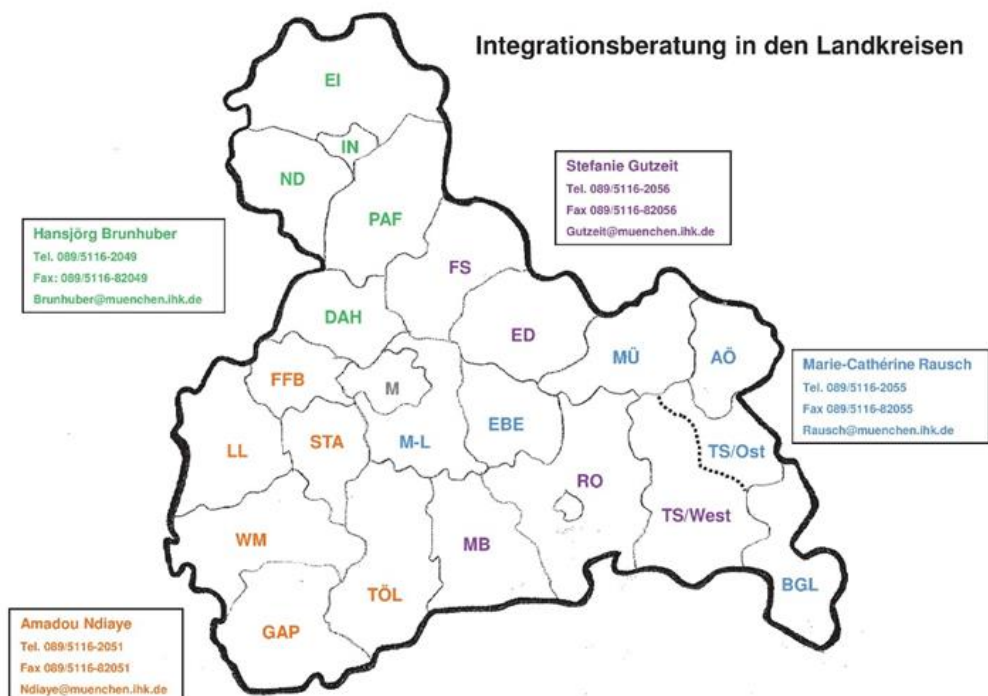 Integrationsberatung in den Landkreisen
EI
IN
ND
PAF
Stefanie Gutzeit
Tel. 089/5116-2056
Fax 089/5116-82056
Gutzeit@muenchen.ihk.de
Hansjörg Brunhuber
Tel. 089/5116-2049
Fax: 089/5116-82049
Brunhuber@muenchen.ihk.de
FS
DAH
ED
MÜ
AÖ
FFB
M
Marie-Cathérine Rausch
Tel. 089/5116-2055
Fax 089/5116-82055
Rausch@muenchen.ihk.de
LL
STA
M-L
EBE
TS/Ost
RO
TS/West
WM
MB
BGL
TÖL
GAP
Amadou Ndiaye
Tel. 089/5116-2051
Fax 089/5116-82051
Ndiaye@muenchen.ihk.de